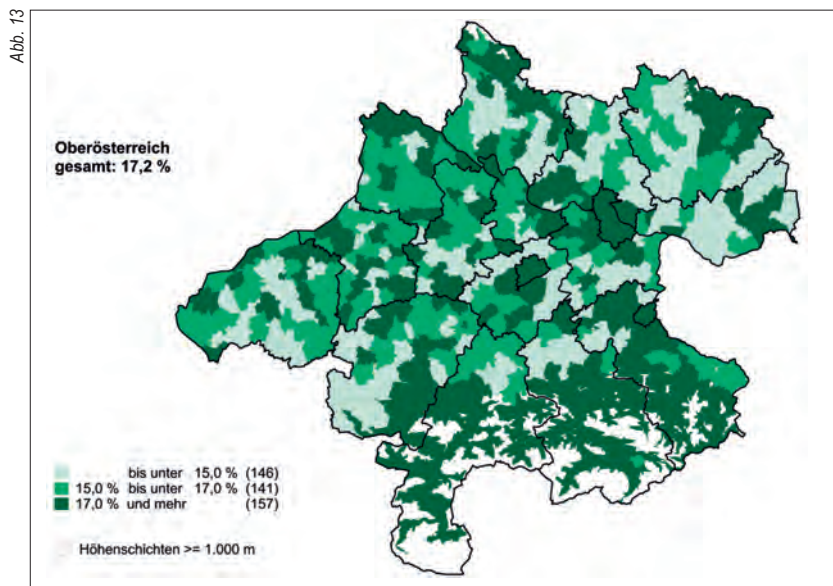 Abb. 13
Oberösterreich
gesamt: 17,2 %
bis unter 15,0 % (146)
15,0 % bis unter 17,0 % (141)
17,0 % und mehr (157)
Höhenschichten >= 1.000 m